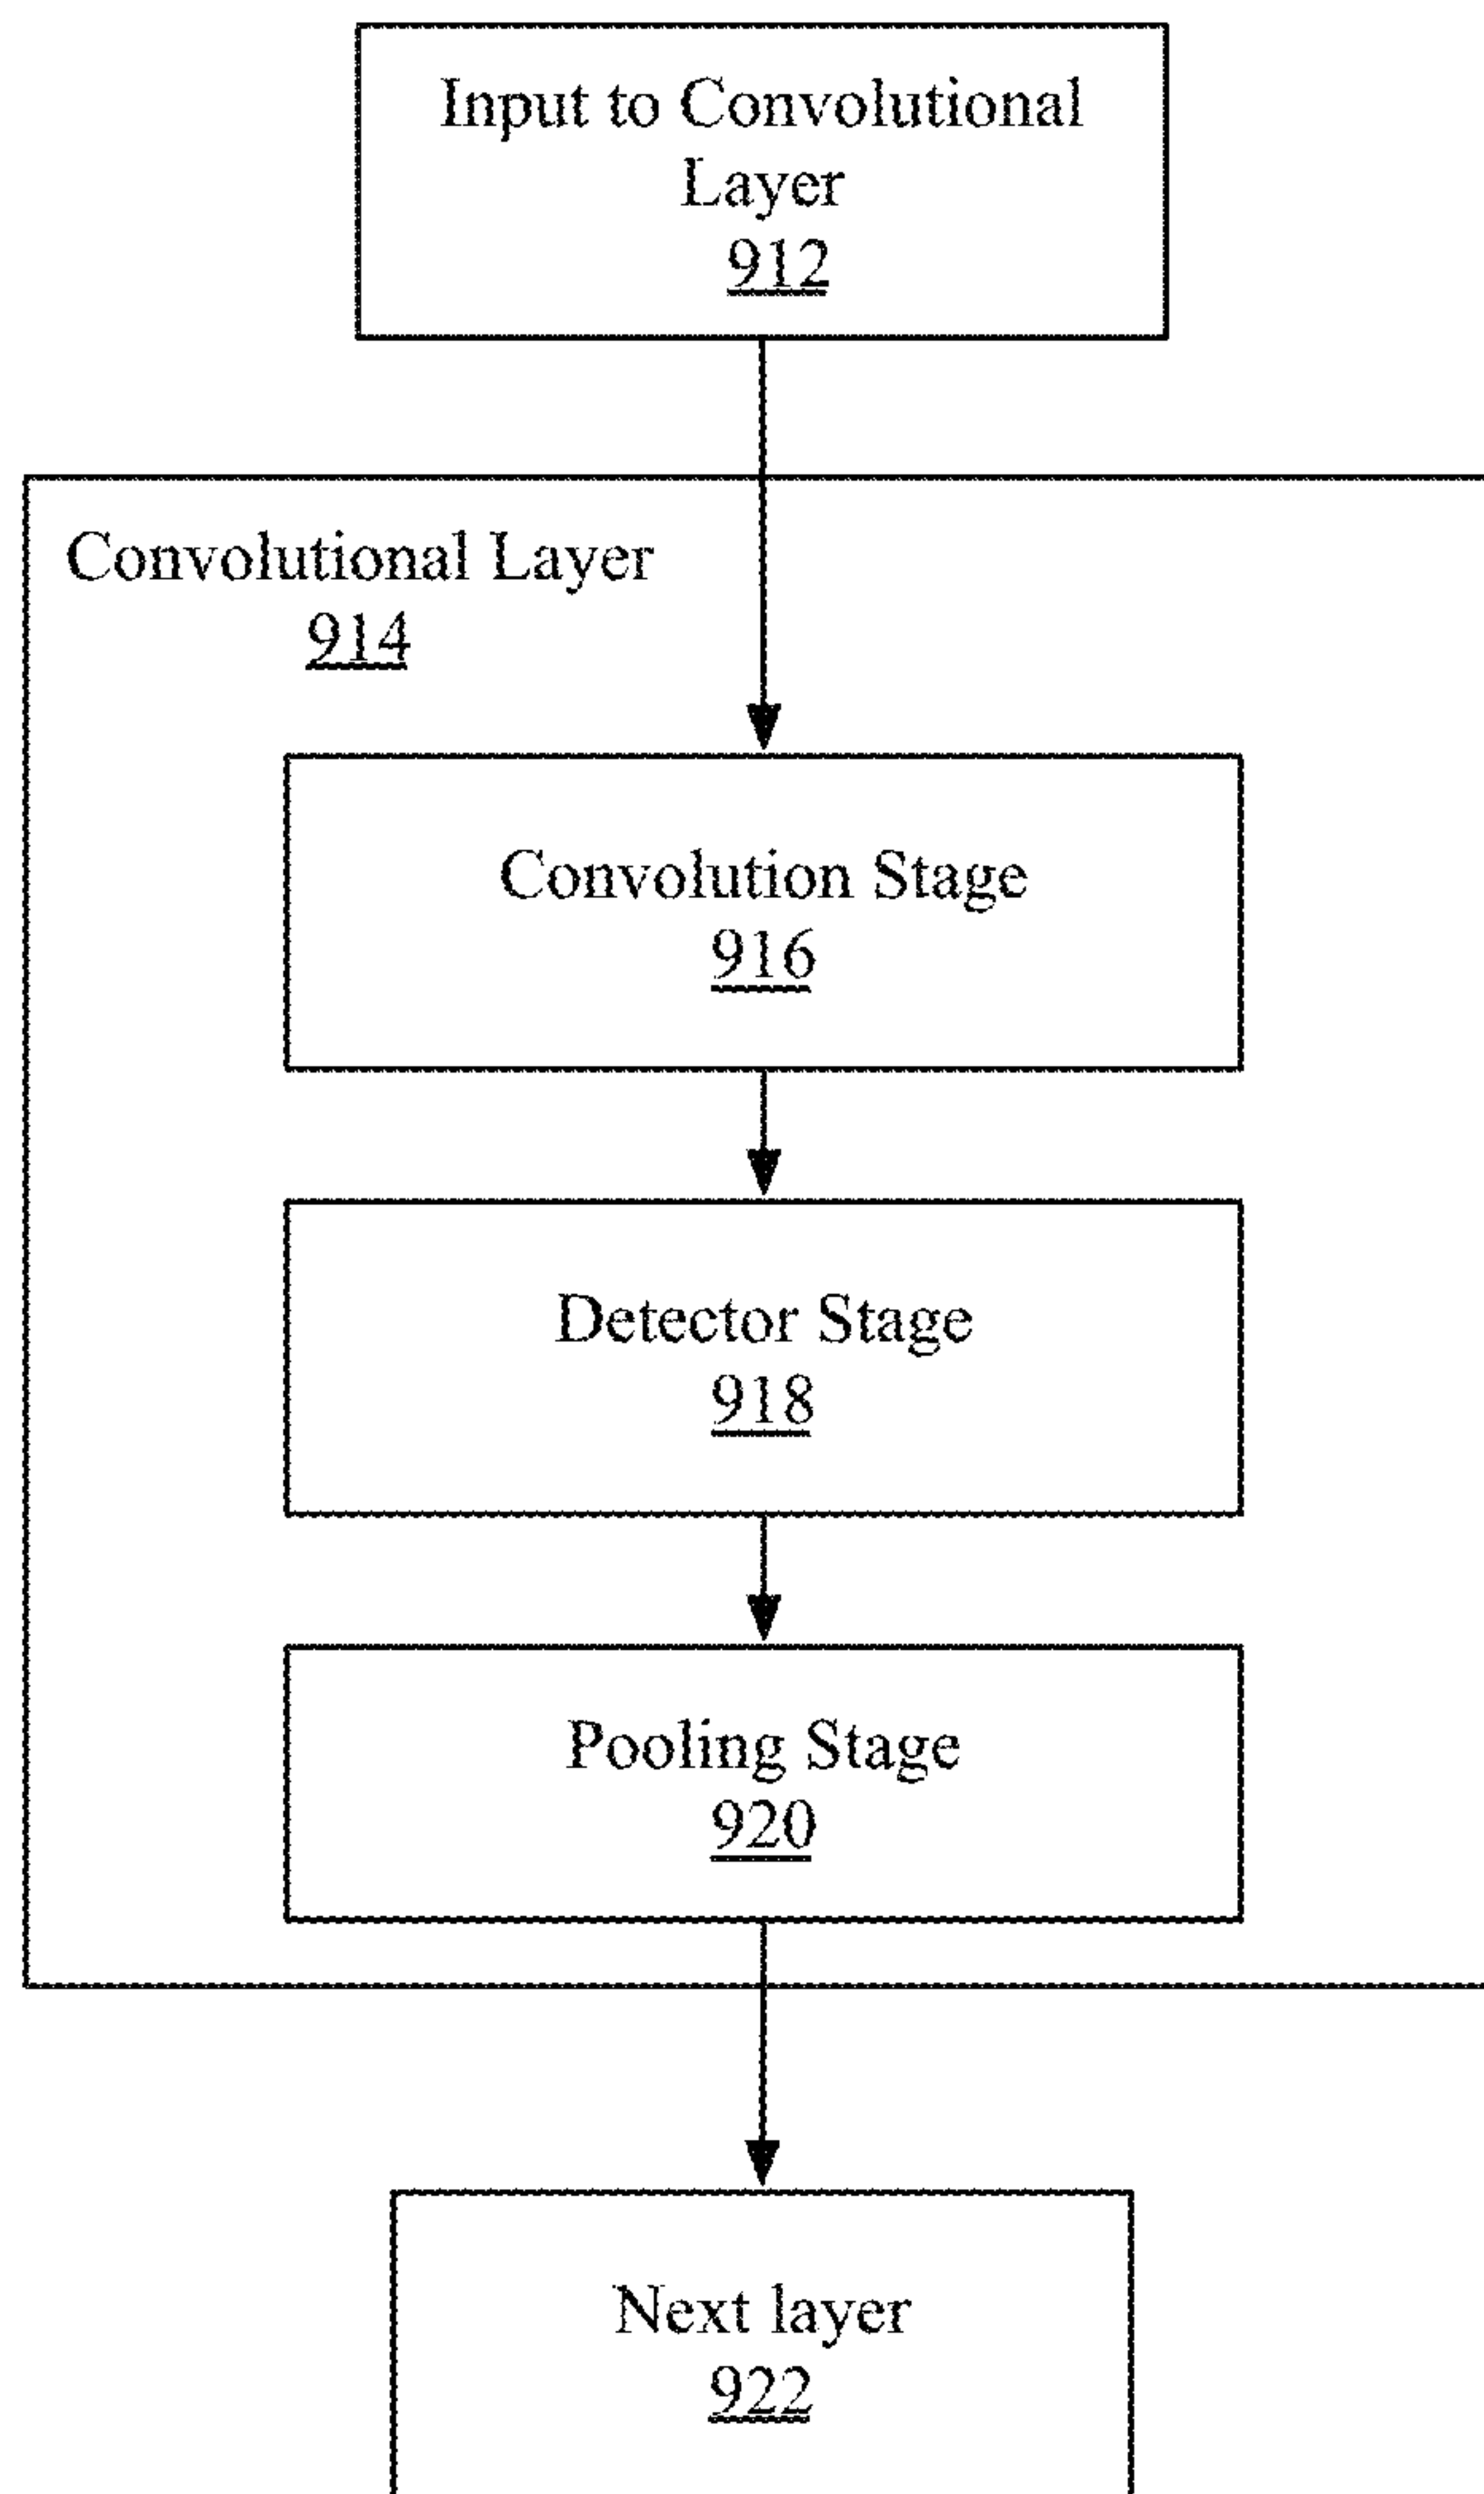 Input to Convolutional
Layer
912
Convolutional Layer
914
Convolution Stage
916
Detector Stage
918
Pooling Stage
920
Next layer
922